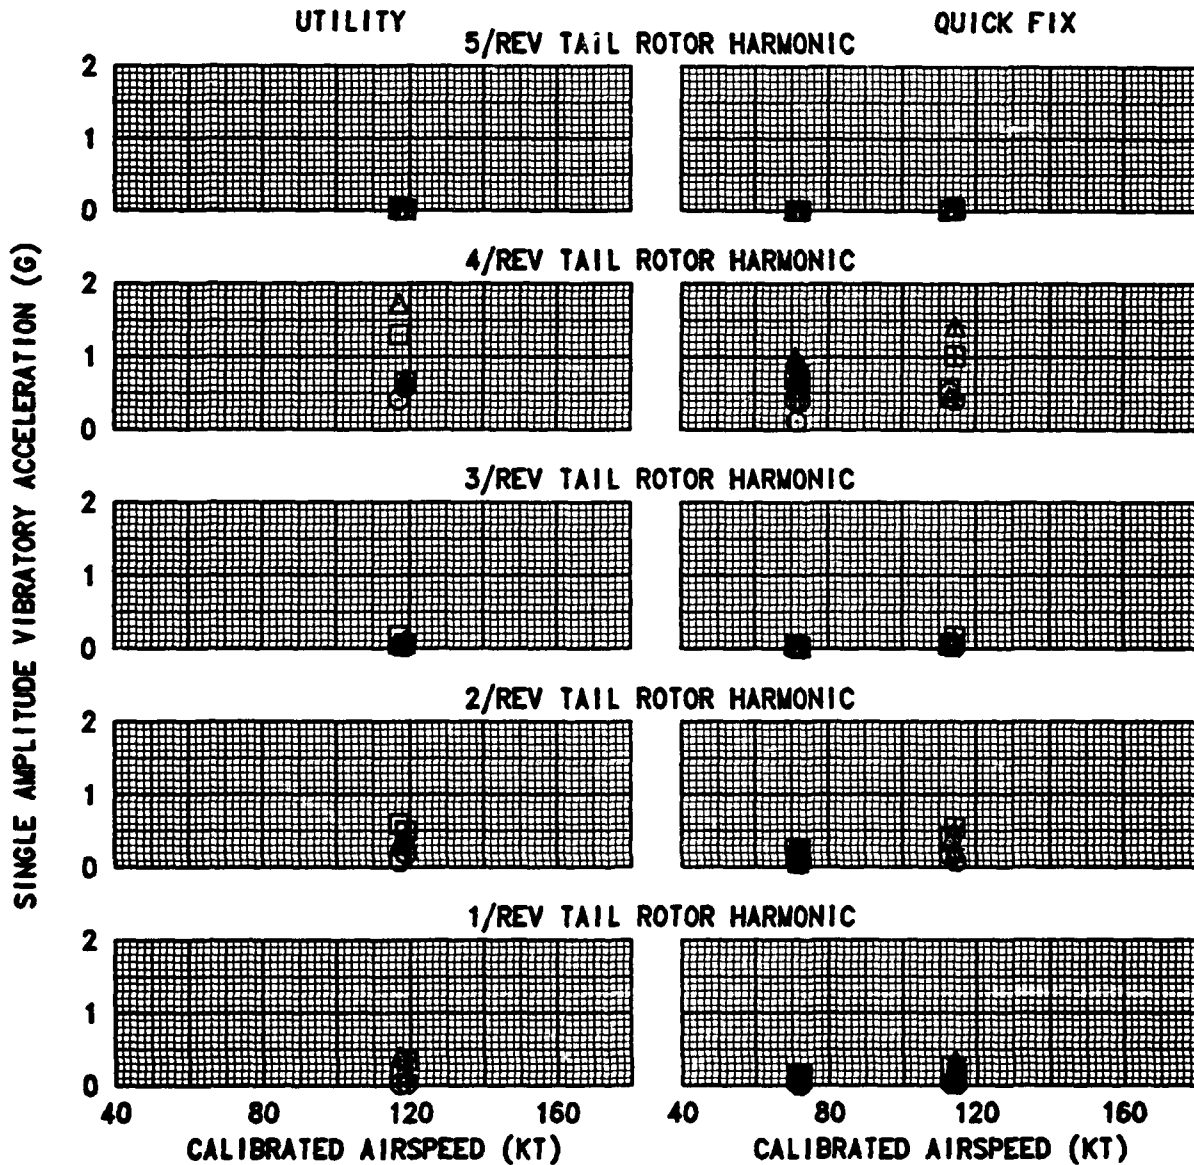 UTILITY QUICK FIX
5/REV TAIL ROTOR HARMONIC
2
1
0
4/REV TAIL ROTOR HARMONIC
2
1
0
3/REV TAIL ROTOR HARMONIC
2
1
0
2/REV TAIL ROTOR HARMONIC
2
1
0
1/REV TAIL ROTOR HARMONIC
2
1
0
SINGLE AMPLITUDE VIBRATORY ACCELERATION (G)
40 80 120 160 40 80 120 160
CALIBRATED AIRSPEED (KT) CALIBRATED AIRSPEED (KT)